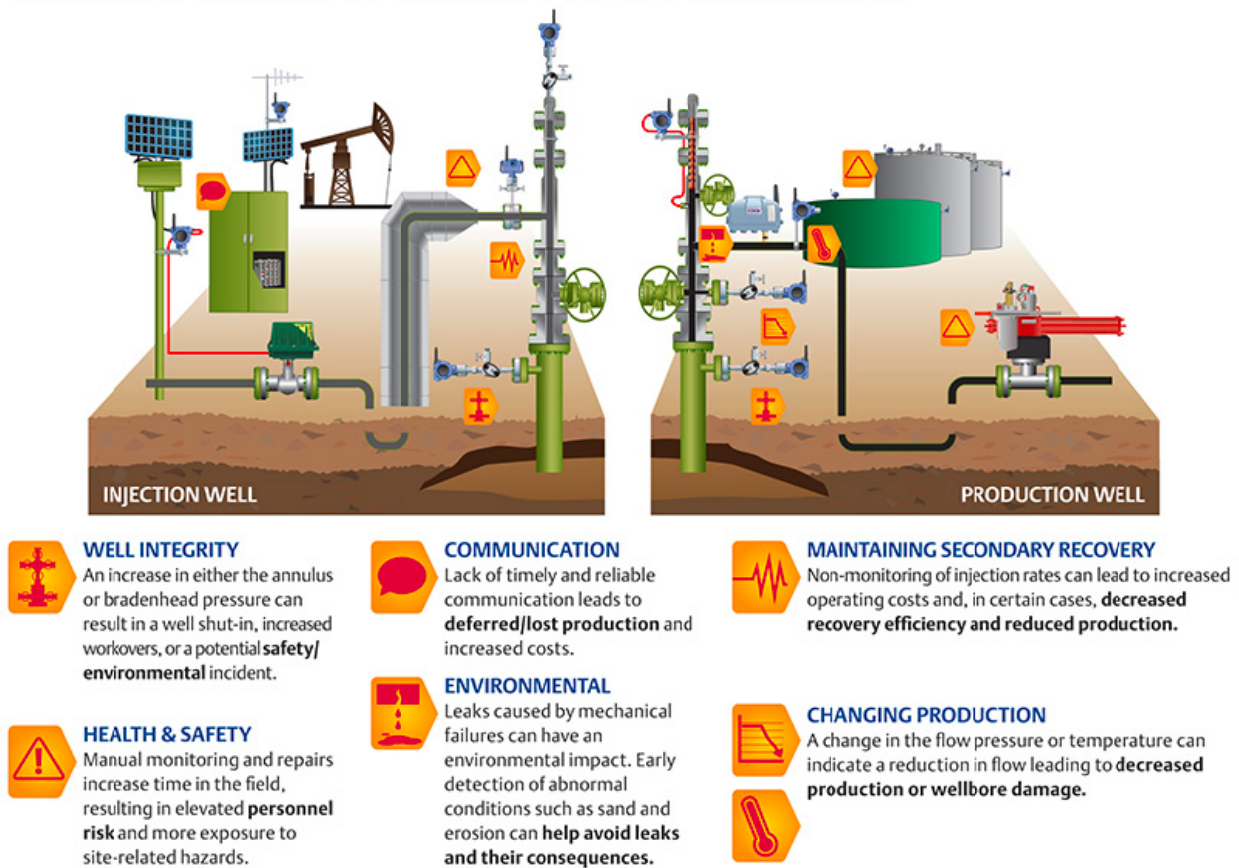 INJECTION WELL
PRODUCTION WELL
WELL INTEGRITY
An increase in either the annulus
or bradenhead pressure can
result in a well shut-in, increased
workovers, or a potential safety/
environmental incident.
HEALTH & SAFETY
Manual monitoring and repairs
increase time in the field,
resulting in elevated personnel
risk and more exposure to
site-related hazards.
COMMUNICATION
Lack of timely and reliable
communication leads to
deferred/lost production and
increased costs.
ENVIRONMENTAL
Leaks caused by mechanical
failures can have an
environmental impact. Early
detection of abnormal
conditions such as sand and
erosion can help avoid leaks
and their consequences.
MAINTAINING SECONDARY RECOVERY
Non-monitoring of injection rates can lead to increased
operating costs and, in certain cases, decreased
recovery efficiency and reduced production.
CHANGING PRODUCTION
A change in the flow pressure or temperature can
indicate a reduction in flow leading to decreased
production or wellbore damage.